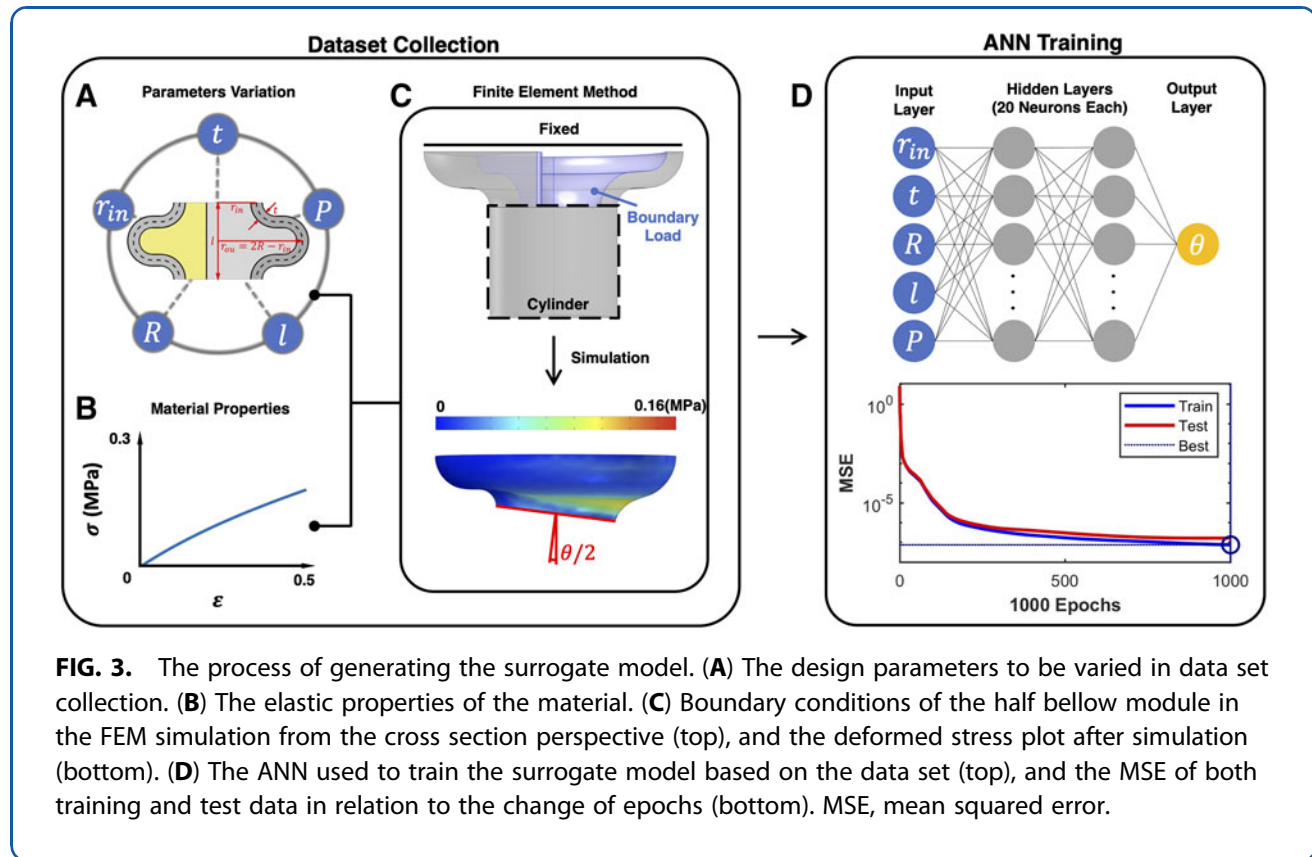 Dataset Collection
ANN Training
A
Parameters Variation
t
r_in
P
r_in
t
l
r_ou = 2R − r_in
R
l
B
Material Properties
0.3
σ (MPa)
0
0.5
ε
C
Finite Element Method
Fixed
Boundary
Load
Cylinder
Simulation
0
0.16(MPa)
θ/2
D
Input
Layer
Hidden Layers
(20 Neurons Each)
Output
Layer
r_in
t
R
l
P
θ
10^0
10^-5
MSE
Train
Test
Best
0
500
1000
1000 Epochs
FIG. 3. The process of generating the surrogate model. (A) The design parameters to be varied in data set
collection. (B) The elastic properties of the material. (C) Boundary conditions of the half bellow module in
the FEM simulation from the cross section perspective (top), and the deformed stress plot after simulation
(bottom). (D) The ANN used to train the surrogate model based on the data set (top), and the MSE of both
training and test data in relation to the change of epochs (bottom). MSE, mean squared error.